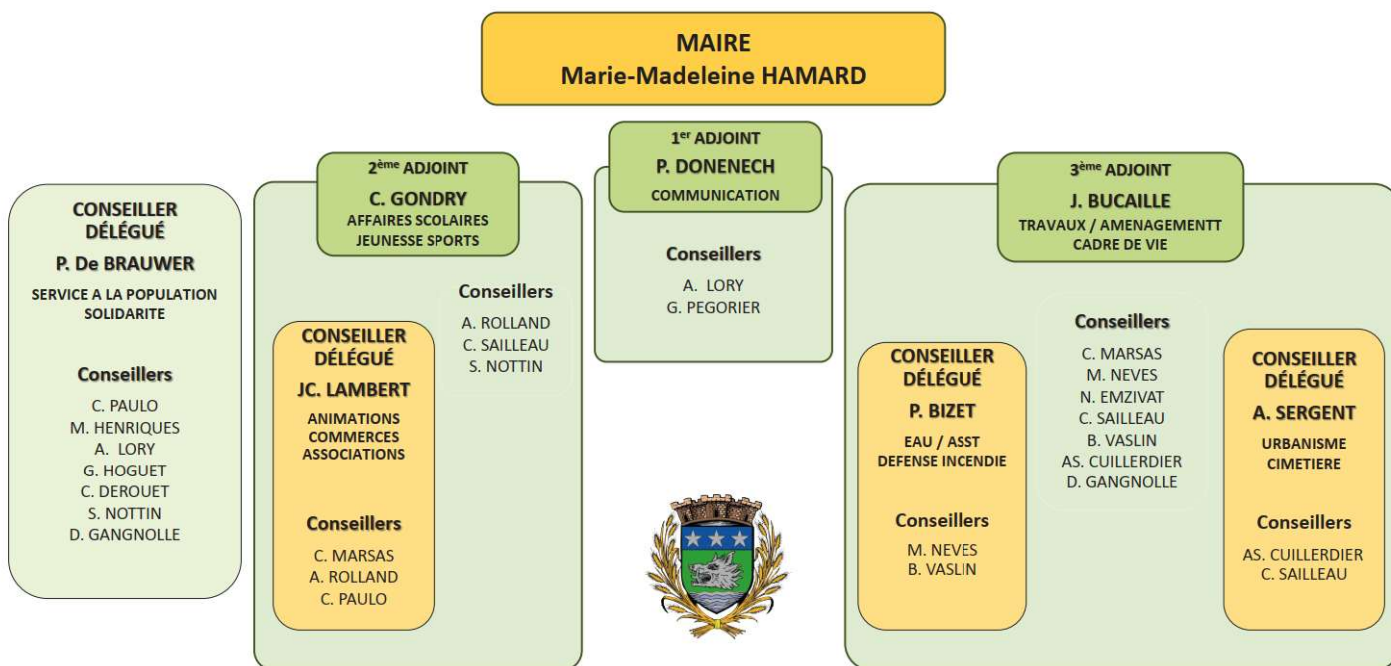 MAIRE
Marie-Madeleine HAMARD
CONSEILLER
DÉLÉGUÉ
P. De BRAUWER
SERVICE A LA POPULATION
SOLIDARITE
Conseillers
C. PAULO
M. HENRIQUES
A. LORY
G. HOGUET
C. DEROUET
S. NOTTIN
D. GANGNOLLE
2ème ADJOINT
C. GONDRY
AFFAIRES SCOLAIRES
JEUNESSE SPORTS
CONSEILLER
DÉLÉGUÉ
JC. LAMBERT
ANIMATIONS
COMMERCES
ASSOCIATIONS
Conseillers
C. MARSAS
A. ROLLAND
C. PAULO
Conseillers
A. ROLLAND
C. SAILLEAU
S. NOTTIN
1er ADJOINT
P. DONENECH
COMMUNICATION
Conseillers
A. LORY
G. PEGORIER
3ème ADJOINT
J. BUCAILLE
TRAVAUX / AMENAGEMENTT
CADRE DE VIE
CONSEILLER
DÉLÉGUÉ
P. BIZET
EAU / ASST
DEFENSE INCENDIE
Conseillers
M. NEVES
B. VASLIN
Conseillers
C. MARSAS
M. NEVES
N. EMZIVAT
C. SAILLEAU
B. VASLIN
AS. CUILLERDIER
D. GANGNOLLE
CONSEILLER
DÉLÉGUÉ
A. SERGENT
URBANISME
CIMETIERE
Conseillers
AS. CUILLERDIER
C. SAILLEAU